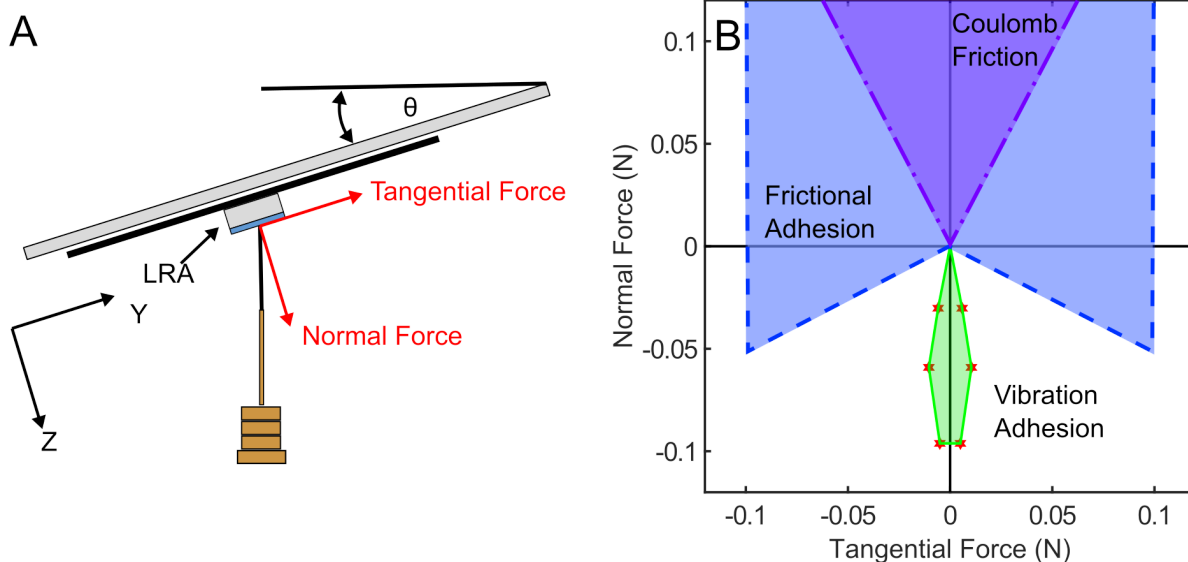 A
θ
Tangential Force
LRA
Y
Normal Force
Z
B
Coulomb
Friction
Frictional
Adhesion
Vibration
Adhesion
Normal Force (N)
0.1
0.05
0
-0.05
-0.1
-0.1
-0.05
0
0.05
0.1
Tangential Force (N)